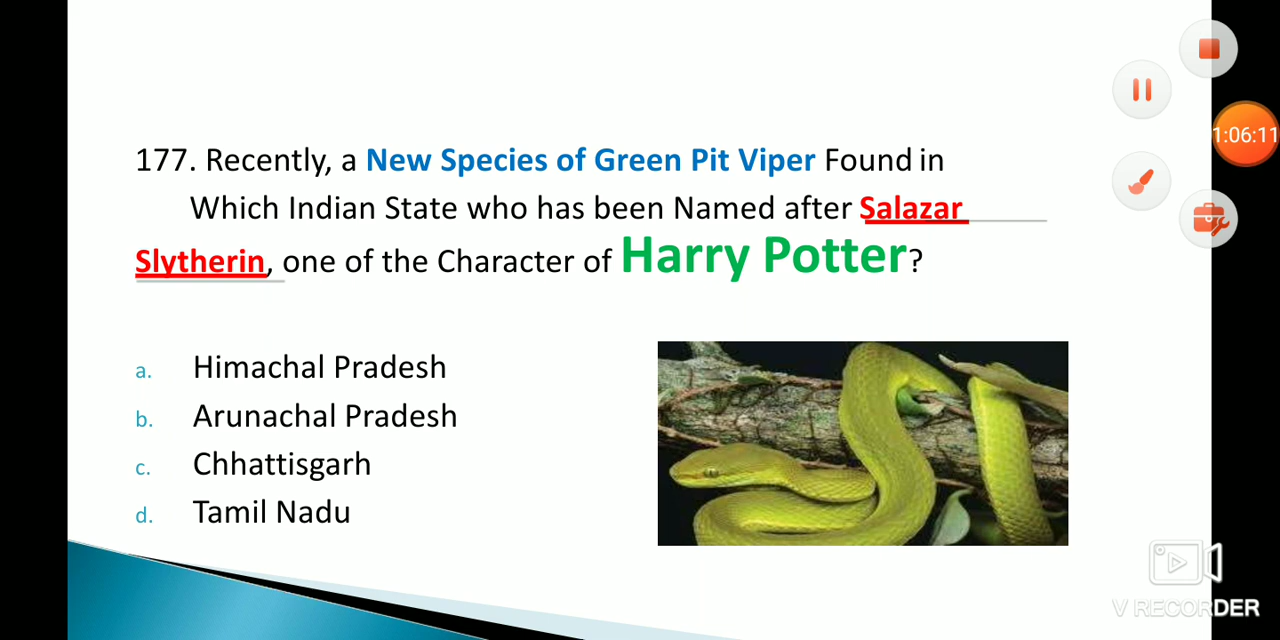 1:06:11
177. Recently, a New Species of Green Pit Viper Found in
Which Indian State who has been Named after Salazar
Slytherin, one of the Character of Harry Potter?
a. Himachal Pradesh
b. Arunachal Pradesh
c. Chhattisgarh
d. Tamil Nadu
V RECORDER